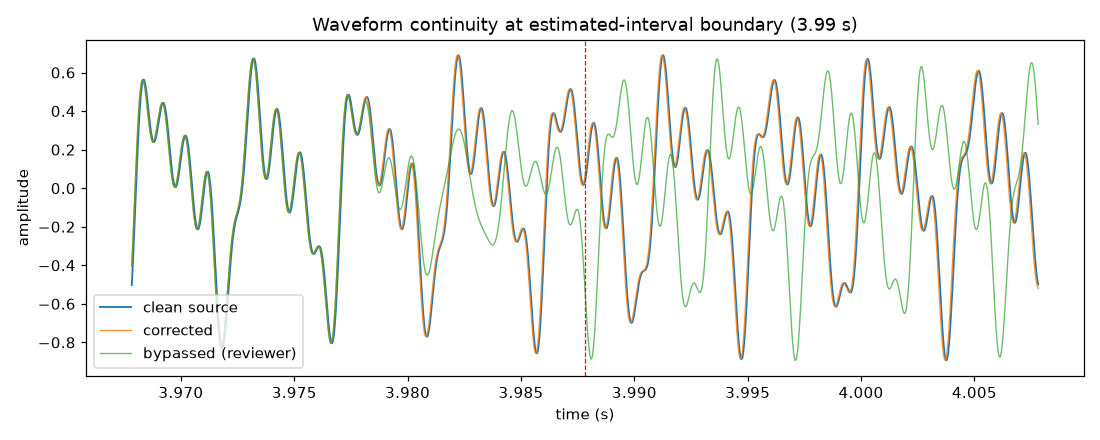 Waveform continuity at estimated-interval boundary (3.99 s)
amplitude
0.6
0.4
0.2
0.0
−0.2
−0.4
−0.6
−0.8
clean source
corrected
bypassed (reviewer)
3.970
3.975
3.980
3.985
3.990
3.995
4.000
4.005
time (s)